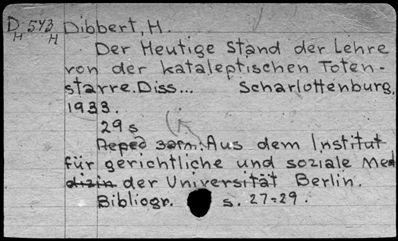 D 543 Dibbert, H.
H H
Der Heutige Stand der Lehre
von der kataleptischen Toten-
starre. Diss... Scharlottenburg,
1933.
29 s
Aus dem Institut
für gerichtliche und soziale Med
dizin der Universität Berlin.
Bibliogr. s. 27-29.